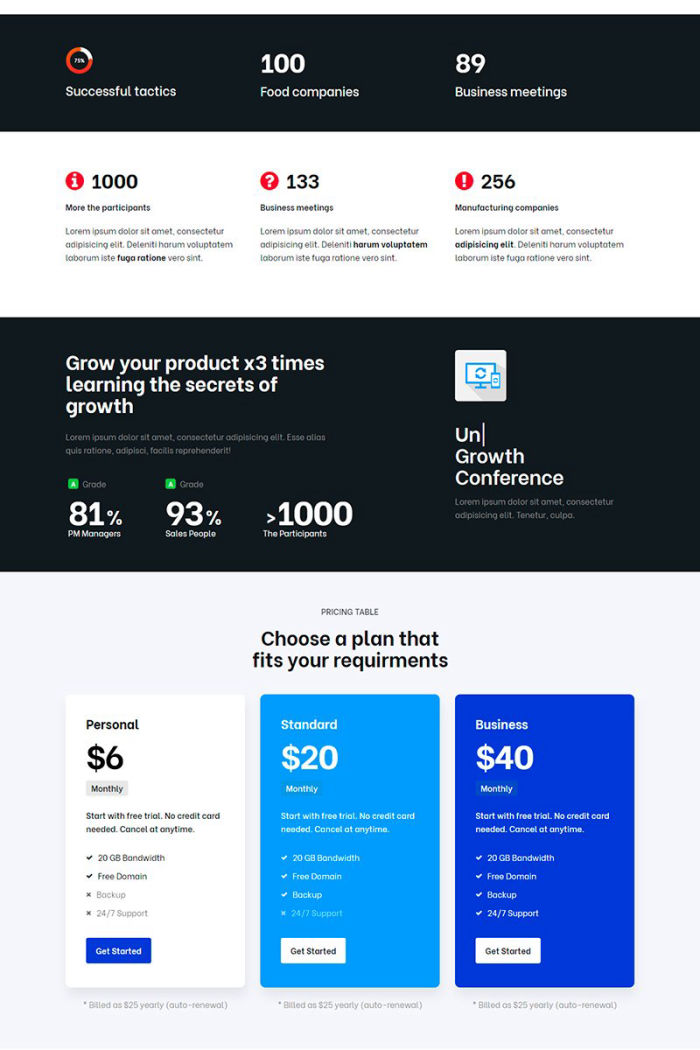 75%
Successful tactics
100
Food companies
89
Business meetings
1000
More the participants
Lorem ipsum dolor sit amet, consectetur
adipisicing elit. Deleniti harum voluptatem
laborum iste fuga ratione vero sint.
133
Business meetings
Lorem ipsum dolor sit amet, consectetur
adipisicing elit. Deleniti harum voluptatem
laborum iste fuga ratione vero sint.
256
Manufacturing companies
Lorem ipsum dolor sit amet, consectetur
adipisicing elit. Deleniti harum voluptatem
laborum iste fuga ratione vero sint.
Grow your product x3 times
learning the secrets of
growth
Lorem ipsum dolor sit amet, consectetur adipisicing elit. Esse alias
quis ratione, adipisci, facilis reprehenderit!
A Grade
81%
PM Managers
A Grade
93%
Sales People
>1000
The Participants
Un|
Growth
Conference
Lorem ipsum dolor sit amet, consectetur
adipisicing elit. Tenetur, culpa.
PRICING TABLE
Choose a plan that
fits your requirments
Personal
$6
Monthly
Start with free trial. No credit card
needed. Cancel at anytime.
20 GB Bandwidth
Free Domain
Backup
24/7 Support
Get Started
* Billed as $25 yearly (auto-renewal)
Standard
$20
Monthly
Start with free trial. No credit card
needed. Cancel at anytime.
20 GB Bandwidth
Free Domain
Backup
24/7 Support
Get Started
* Billed as $25 yearly (auto-renewal)
Business
$40
Monthly
Start with free trial. No credit card
needed. Cancel at anytime.
20 GB Bandwidth
Free Domain
Backup
24/7 Support
Get Started
* Billed as $25 yearly (auto-renewal)